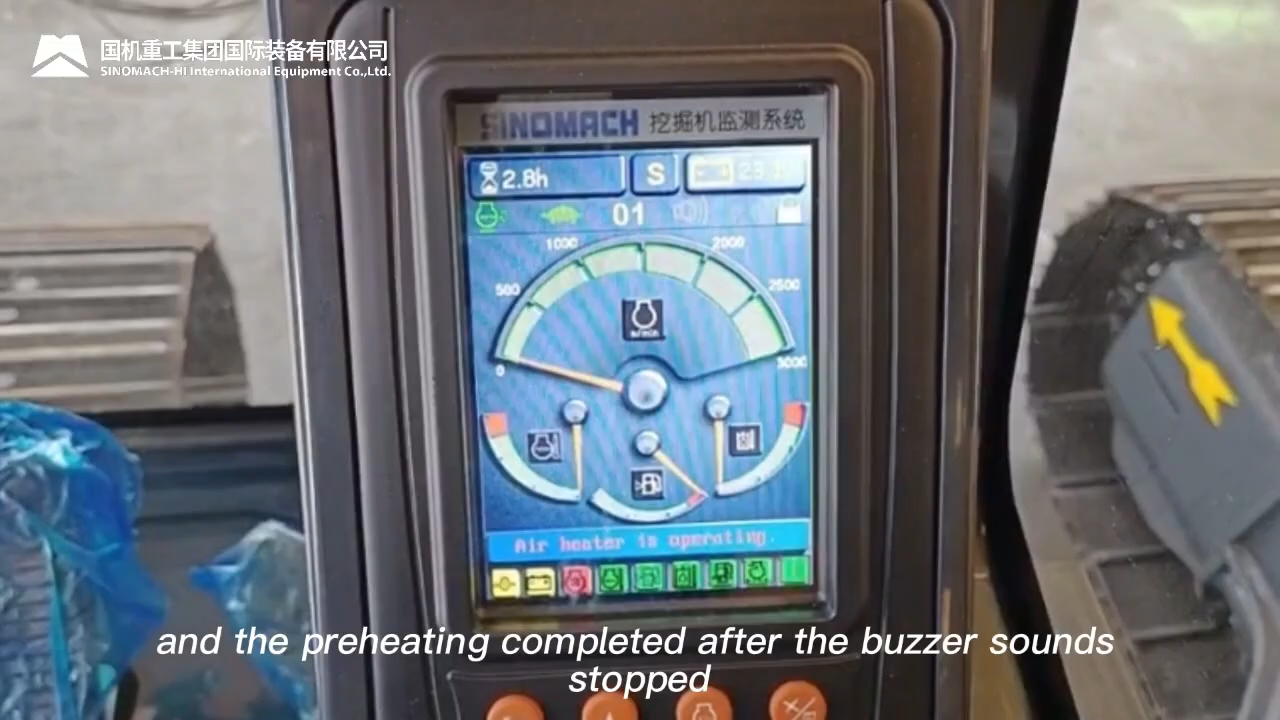 国机重工集团国际装备有限公司
SINOMACH-HI International Equipment Co.,Ltd.
SINOMACH 挖掘机监测系统
2.8h S
01
1000 2000
500 2500
0 3000
Air heater is operating.
and the preheating completed after the buzzer sounds
stopped